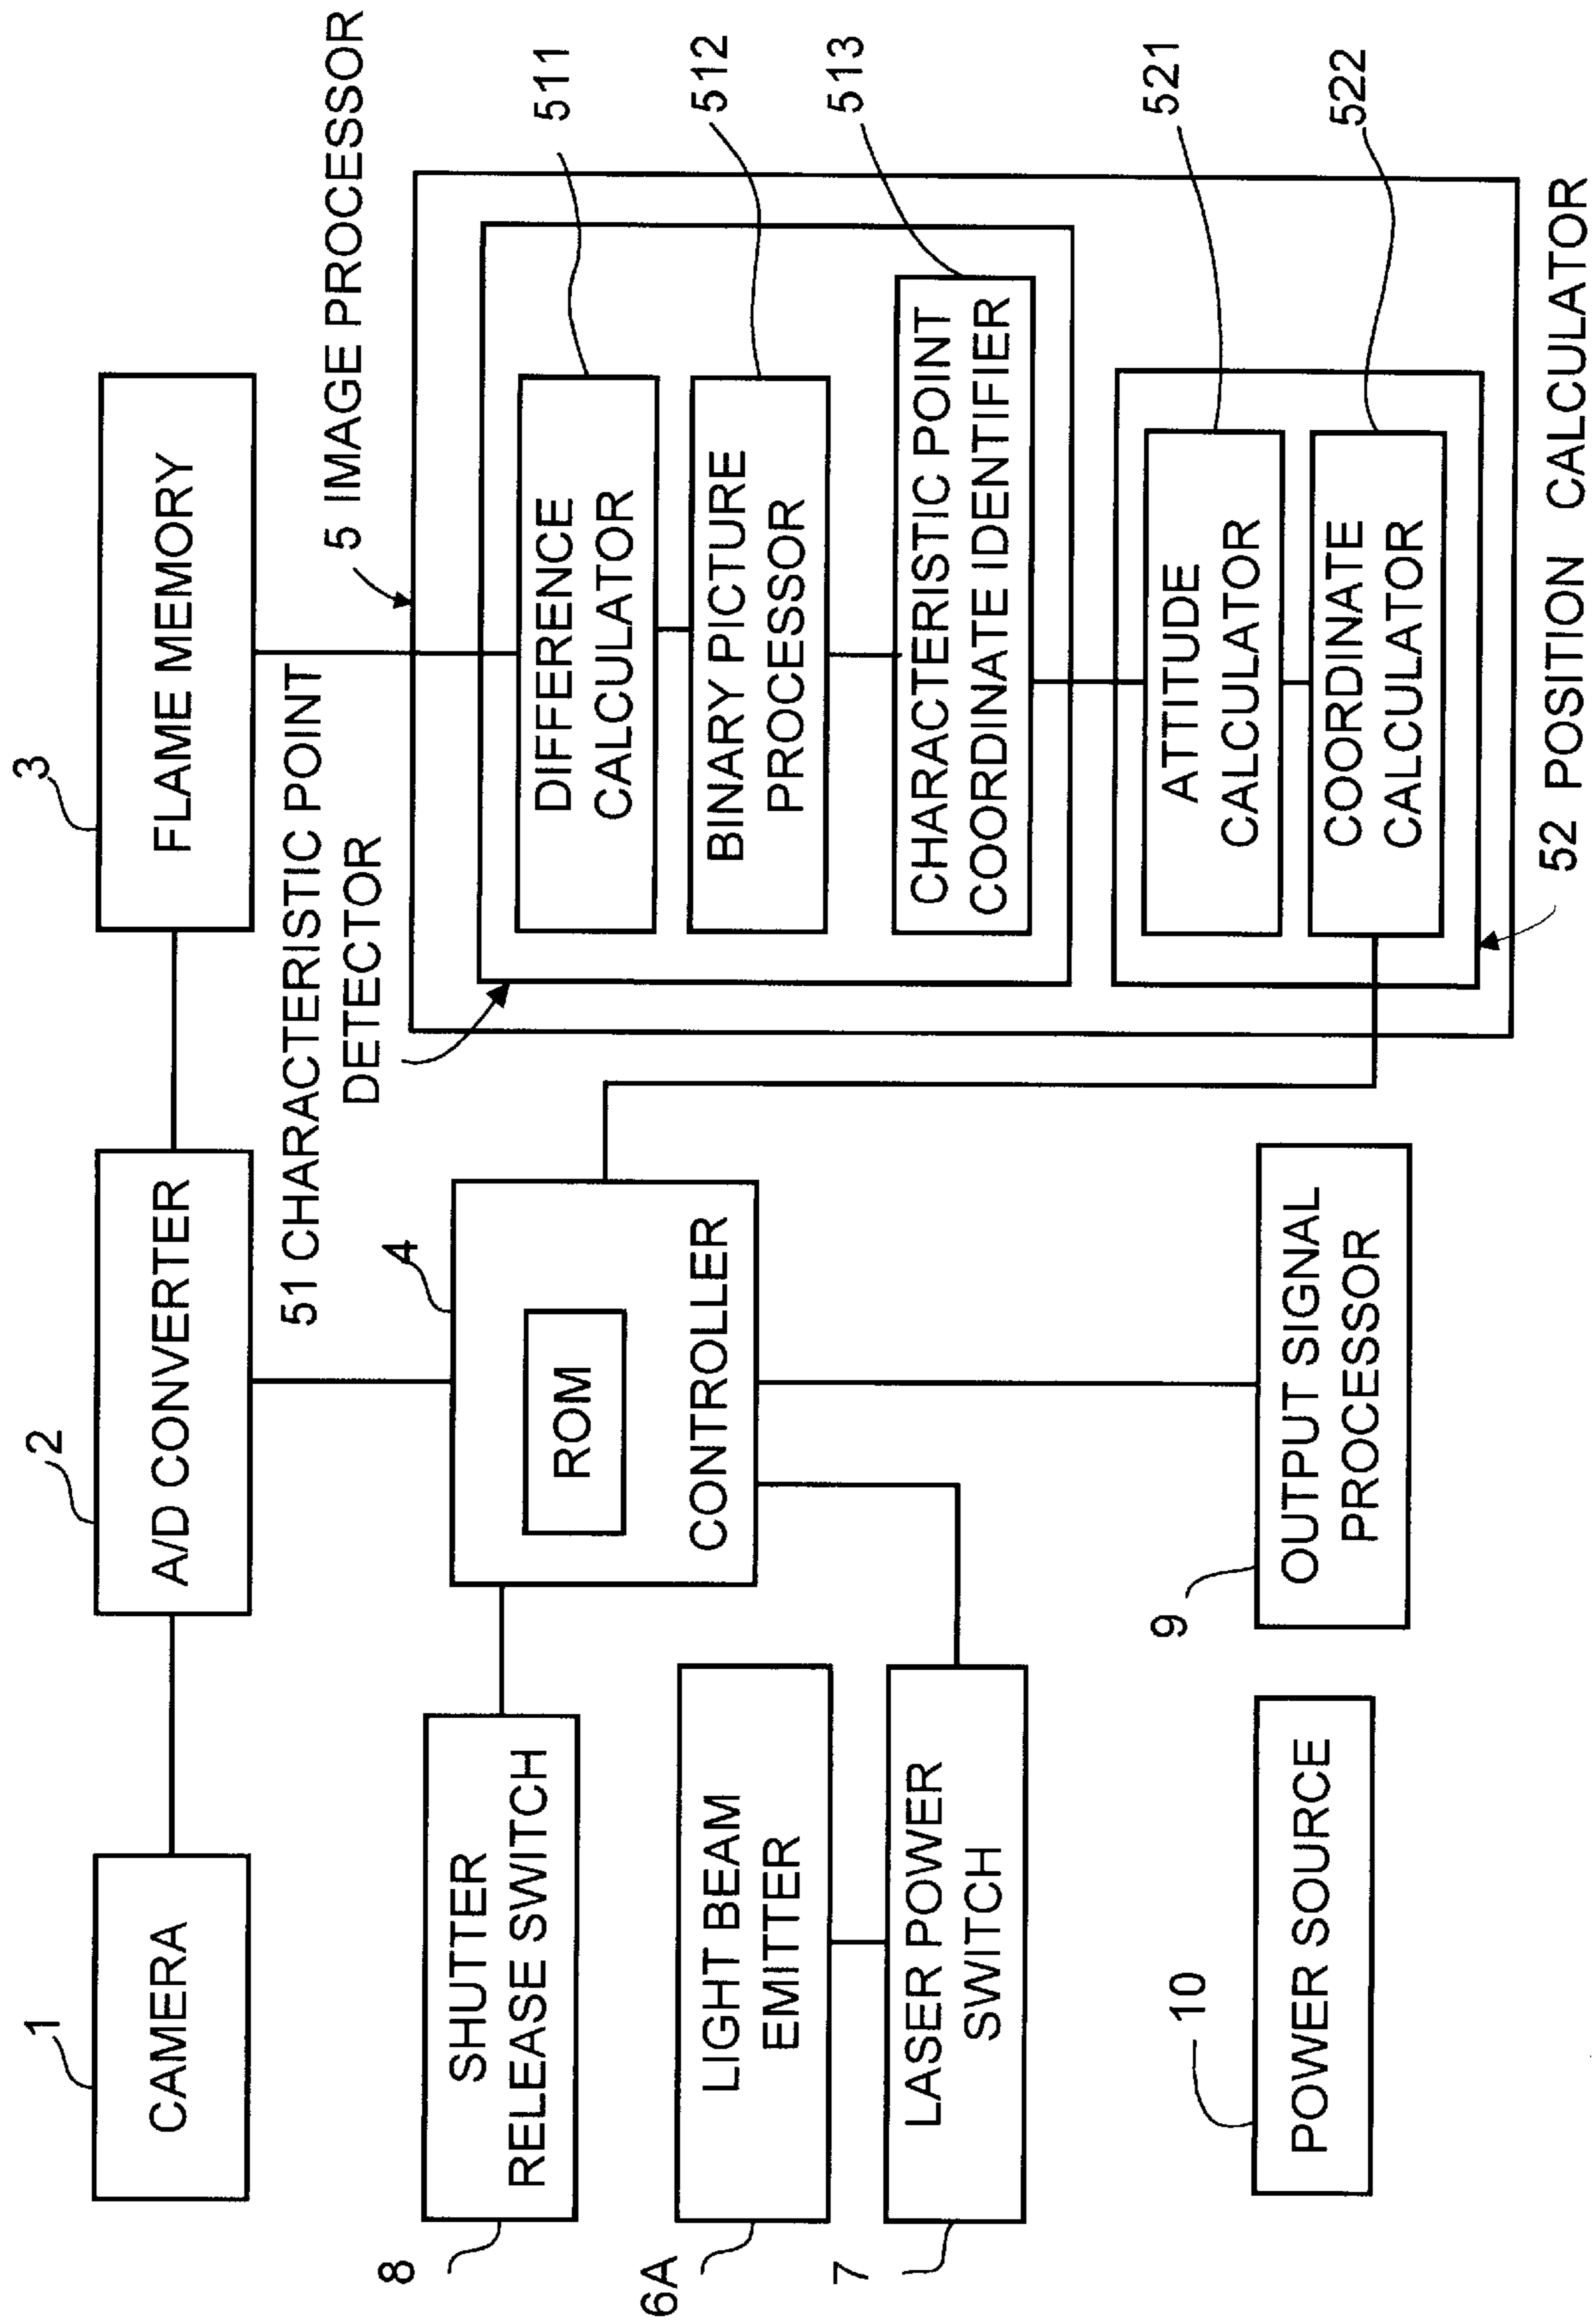 1
CAMERA
2
A/D CONVERTER
3
FLAME MEMORY
51 CHARACTERISTIC POINT
DETECTOR
5 IMAGE PROCESSOR
8
SHUTTER
RELEASE SWITCH
4
ROM
CONTROLLER
6A
LIGHT BEAM
EMITTER
7
LASER POWER
SWITCH
DIFFERENCE
CALCULATOR
511
BINARY PICTURE
PROCESSOR
512
CHARACTERISTIC POINT
COORDINATE IDENTIFIER
513
ATTITUDE
CALCULATOR
521
COORDINATE
CALCULATOR
522
10
POWER SOURCE
9
OUTPUT SIGNAL
PROCESSOR
52 POSITION CALCULATOR